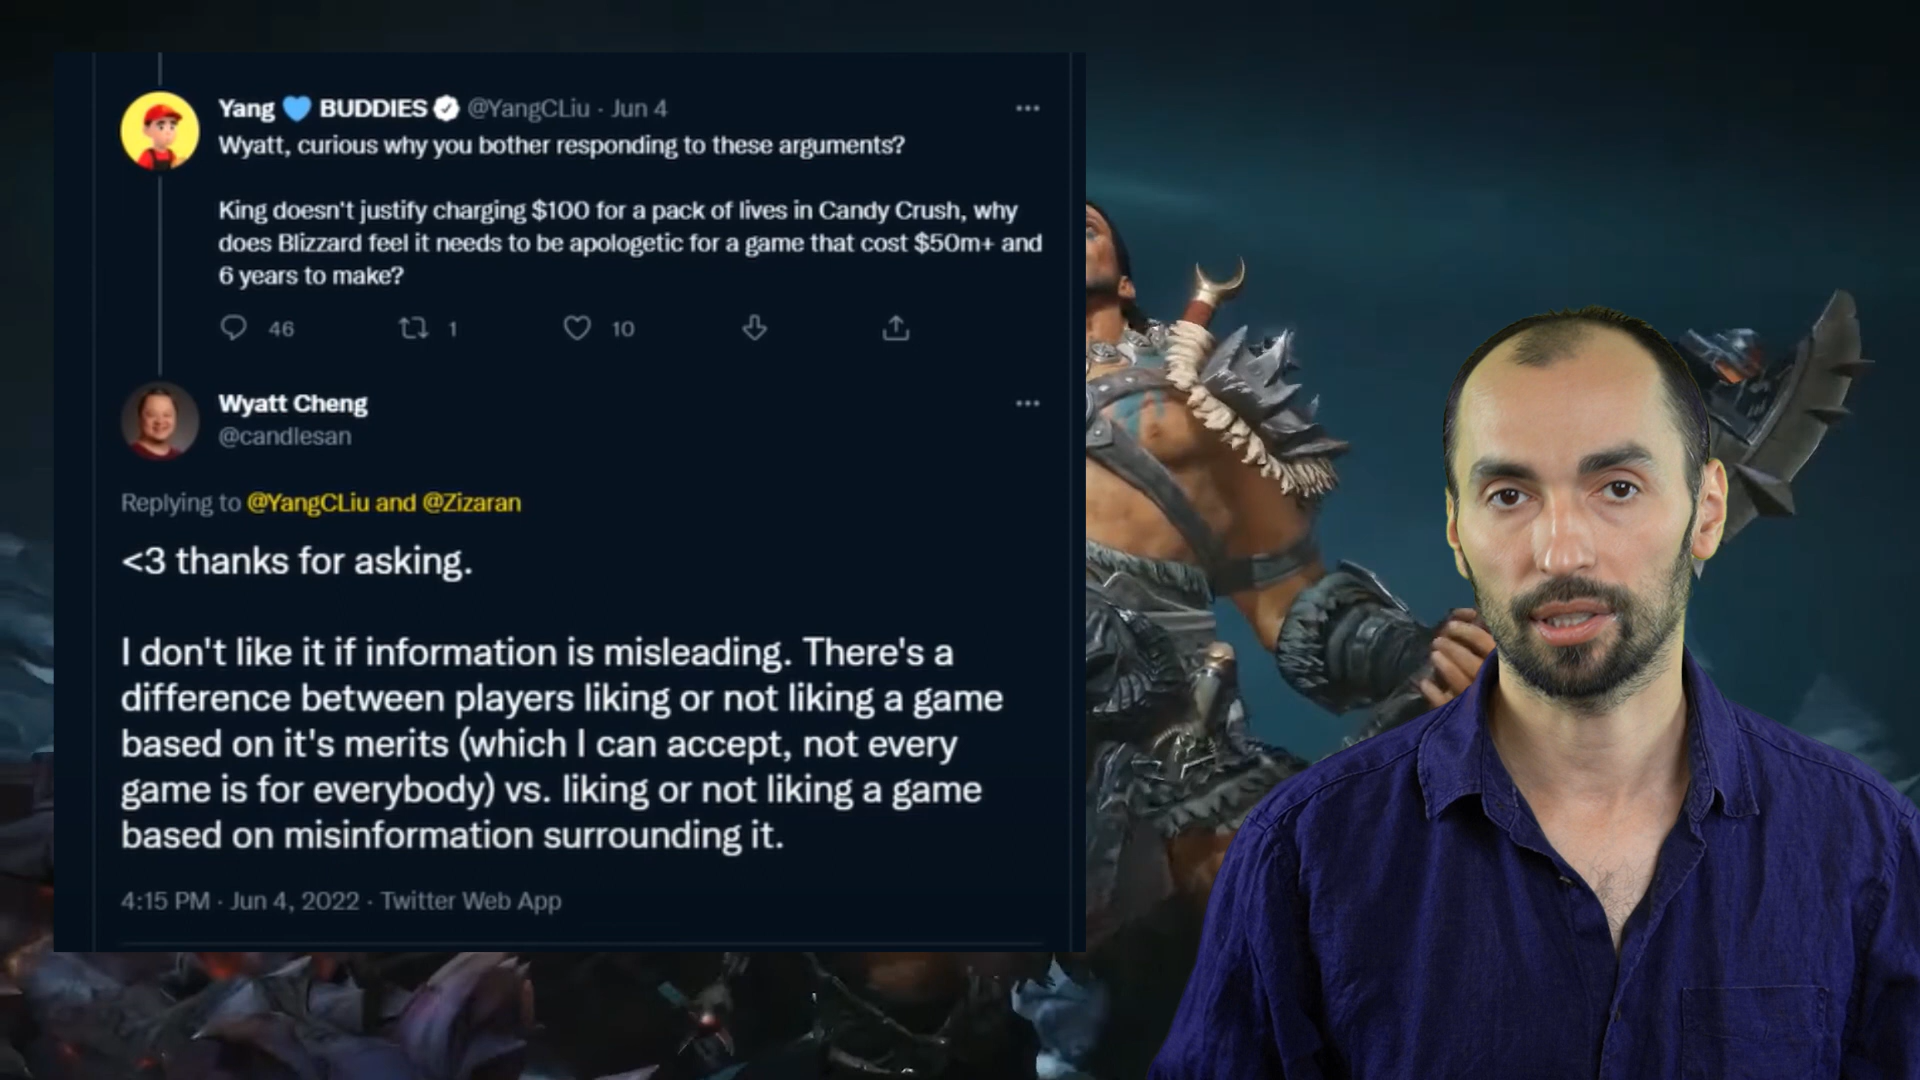 Yang 💙 BUDDIES @YangCLiu · Jun 4
Wyatt, curious why you bother responding to these arguments?
King doesn't justify charging $100 for a pack of lives in Candy Crush, why
does Blizzard feel it needs to be apologetic for a game that cost $50m+ and
6 years to make?
46 1 10
Wyatt Cheng
@candlesan
Replying to @YangCLiu and @Zizaran
<3 thanks for asking.
I don't like it if information is misleading. There's a
difference between players liking or not liking a game
based on it's merits (which I can accept, not every
game is for everybody) vs. liking or not liking a game
based on misinformation surrounding it.
4:15 PM · Jun 4, 2022 · Twitter Web App